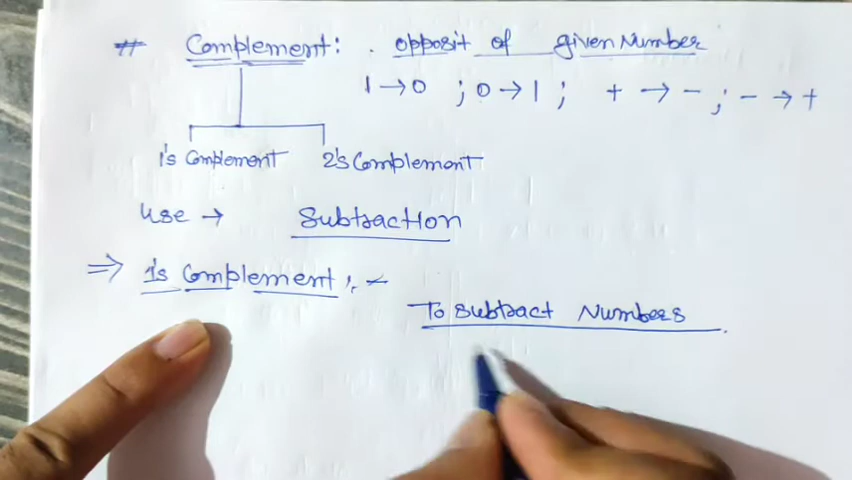 # Complement: . opposit of given Number
1 → 0 ; 0 → 1 ; + → - ; - → +
1's Complement 2's Complement
Use → Subtraction
⇒ 1's Complement :-
To subtract Numbers.